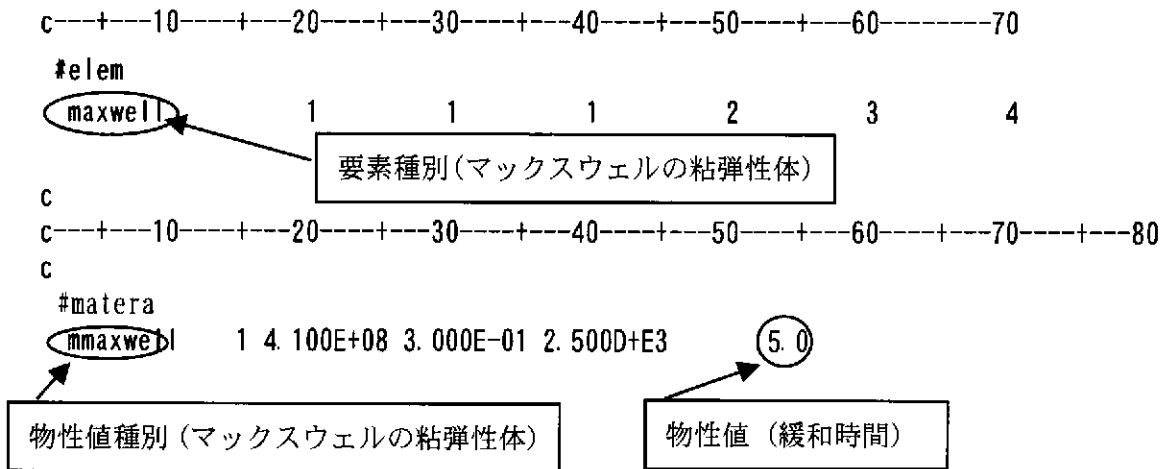 c---+---10----+---20----+---30----+---40----+---50----+---60--------70
#elem
maxwell 1 1 1 2 3 4
要素種別(マックスウェルの粘弾性体)
c
c---+---10----+---20----+---30----+---40----+---50----+---60----+---70----+---80
c
#matera
mmaxwell 1 4.100E+08 3.000E-01 2.500D+E3 5.0
物性値種別(マックスウェルの粘弾性体)
物性値(緩和時間)